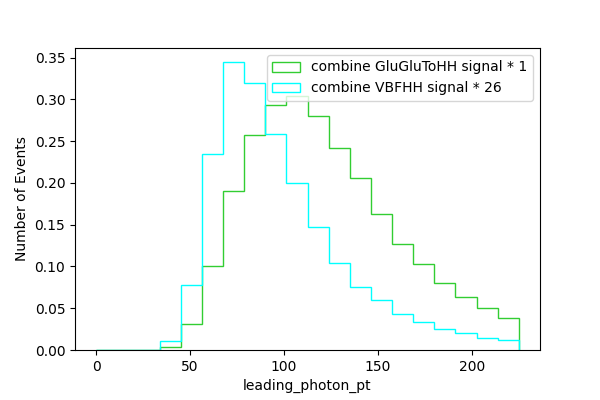 combine GluGluToHH signal * 1
combine VBFHH signal * 26
0.35
0.30
0.25
0.20
0.15
0.10
0.05
0.00
Number of Events
0 50 100 150 200
leading_photon_pt